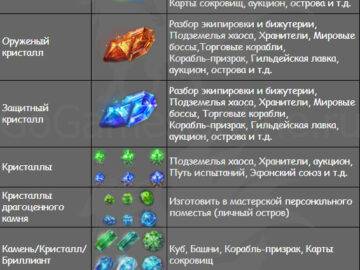 Карты сокровищ, аукцион, острова и т.д.
Оруженый
кристалл
Разбор экипировки и бижутерии,
Подземелья хаоса, Хранители, Мировые
боссы,Торговые корабли,
Корабль-призрак, Гильдейская лавка,
аукцион, острова и т.д.
Защитный
кристалл
Разбор экипировки и бижутерии,
Подземелья хаоса, Хранители, Мировые
боссы, Торговые корабли,
Корабль-призрак, Гильдейская лавка,
аукцион, острова и т.д.
Кристаллы
Подземелья хаоса, Хранители, аукцион,
Путь испытаний, Эфонский союз и т.д.
Кристаллы
драгоценного
камня
Изготовить в мастерской персонального
поместья (личный остров)
Камень/Кристалл/
Бриллиант
Куб, Башни, Корабль-призрак, Карты
сокровищ